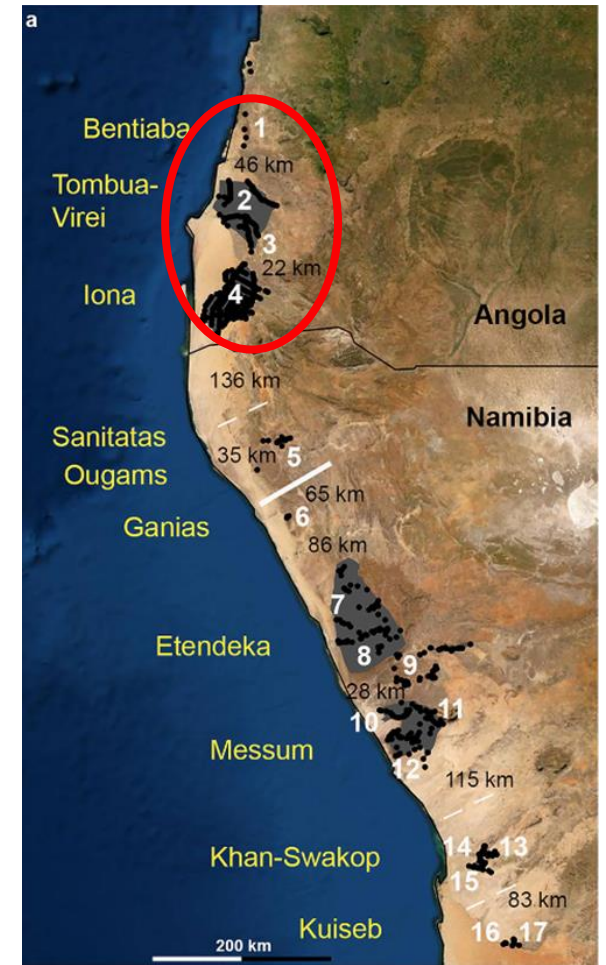 a
Bentiaba
1
46 km
Tombua-
Virei
2
3
22 km
Iona
4
Angola
136 km
Namibia
Sanitatas
Ougams
35 km
5
65 km
Ganias
6
86 km
7
Etendeka
8
9
28 km
10
11
Messum
12
115 km
Khan-Swakop
14
13
15
83 km
Kuiseb
16
17
200 km